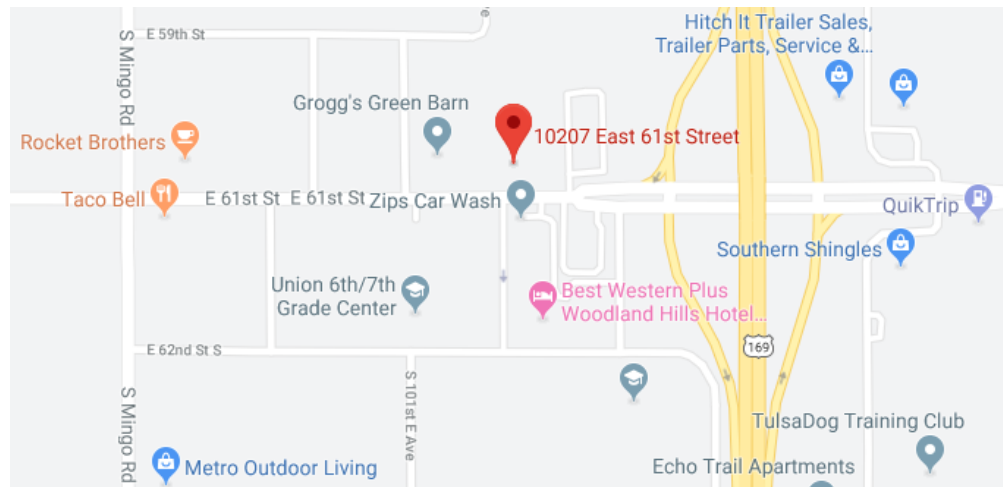 Hitch It Trailer Sales,
Trailer Parts, Service &...
E 59th St
S Mingo Rd
Grogg's Green Barn
Rocket Brothers
10207 East 61st Street
Taco Bell
E 61st St
E 61st St
Zips Car Wash
QuikTrip
Southern Shingles
Union 6th/7th
Grade Center
Best Western Plus
Woodland Hills Hotel...
169
E 62nd St S
S 101st E Ave
S Mingo Rd
TulsaDog Training Club
Metro Outdoor Living
Echo Trail Apartments